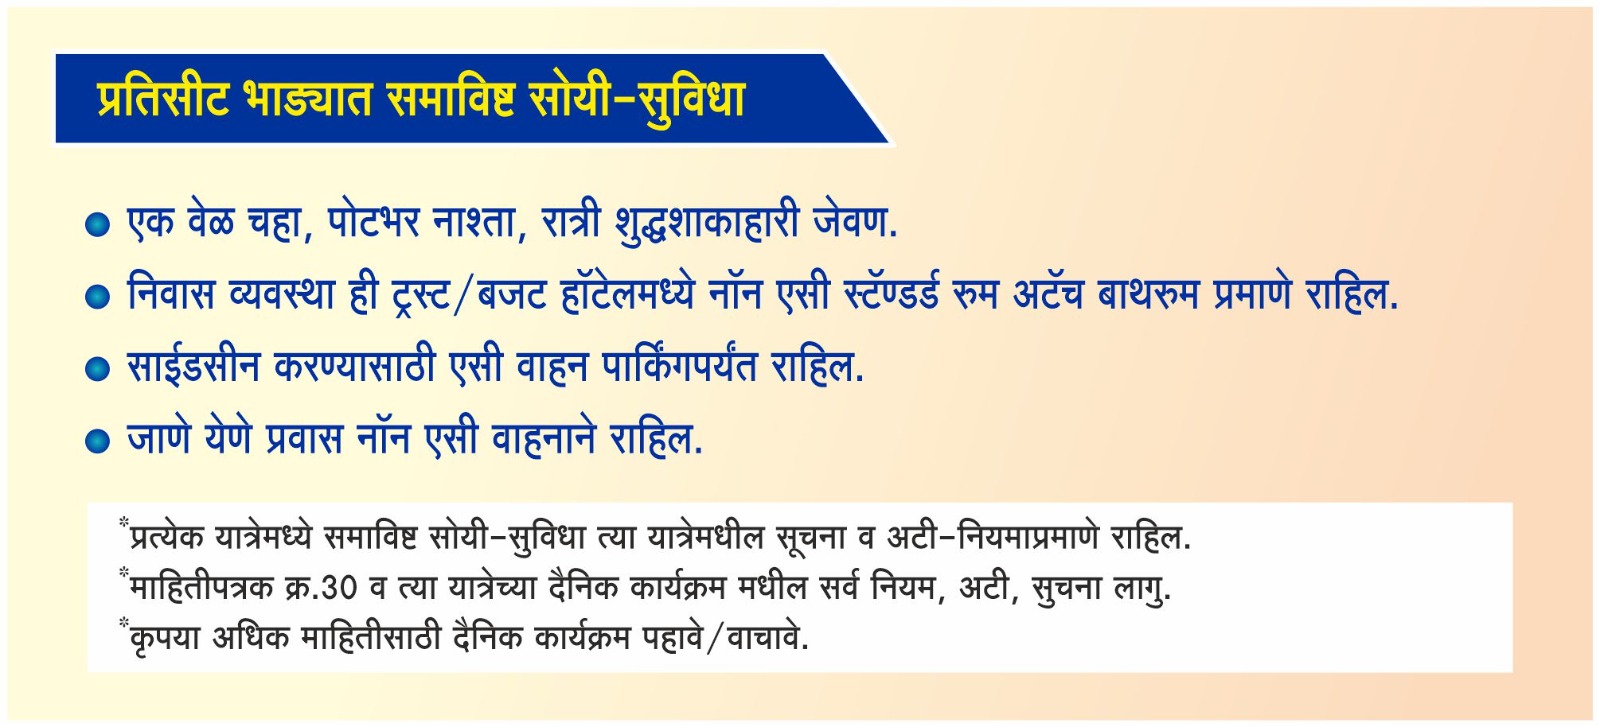 प्रतिसीट भाड्यात समाविष्ट सोयी-सुविधा
एक वेळ चहा, पोटभर नाश्ता, रात्री शुद्धशाकाहारी जेवण.
निवास व्यवस्था ही ट्रस्ट/बजट हॉटेलमध्ये नॉन एसी स्टॅण्डर्ड रुम अटॅच बाथरुम प्रमाणे राहिल.
साईडसीन करण्यासाठी एसी वाहन पार्किंगपर्यंत राहिल.
जाणे येणे प्रवास नॉन एसी वाहनाने राहिल.
*प्रत्येक यात्रेमध्ये समाविष्ट सोयी-सुविधा त्या यात्रेमधील सूचना व अटी-नियमाप्रमाणे राहिल.
*माहितीपत्रक क्र.30 व त्या यात्रेच्या दैनिक कार्यक्रम मधील सर्व नियम, अटी, सुचना लागु.
*कृपया अधिक माहितीसाठी दैनिक कार्यक्रम पहावे/वाचावे.